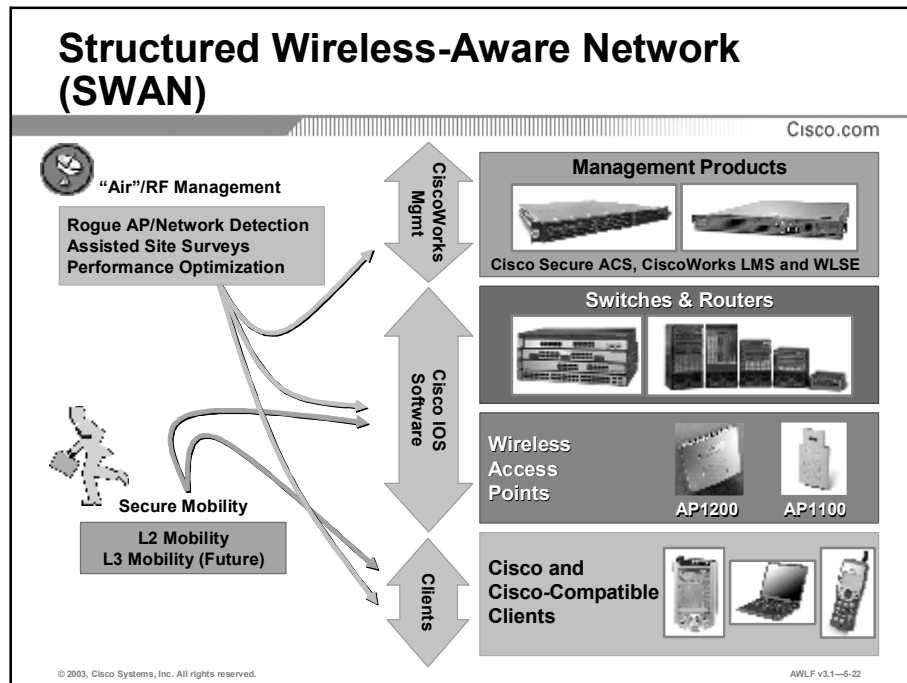 Structured Wireless-Aware Network
(SWAN)
Cisco.com
“Air”/RF Management
Rogue AP/Network Detection
Assisted Site Surveys
Performance Optimization
CiscoWorks
Mgmt
Management Products
Cisco Secure ACS, CiscoWorks LMS and WLSE
Switches & Routers
Cisco IOS
Software
Wireless
Access
Points
AP1200
AP1100
Secure Mobility
L2 Mobility
L3 Mobility (Future)
Clients
Cisco and
Cisco-Compatible
Clients
© 2003, Cisco Systems, Inc. All rights reserved.
AWLF v3.1—5-22